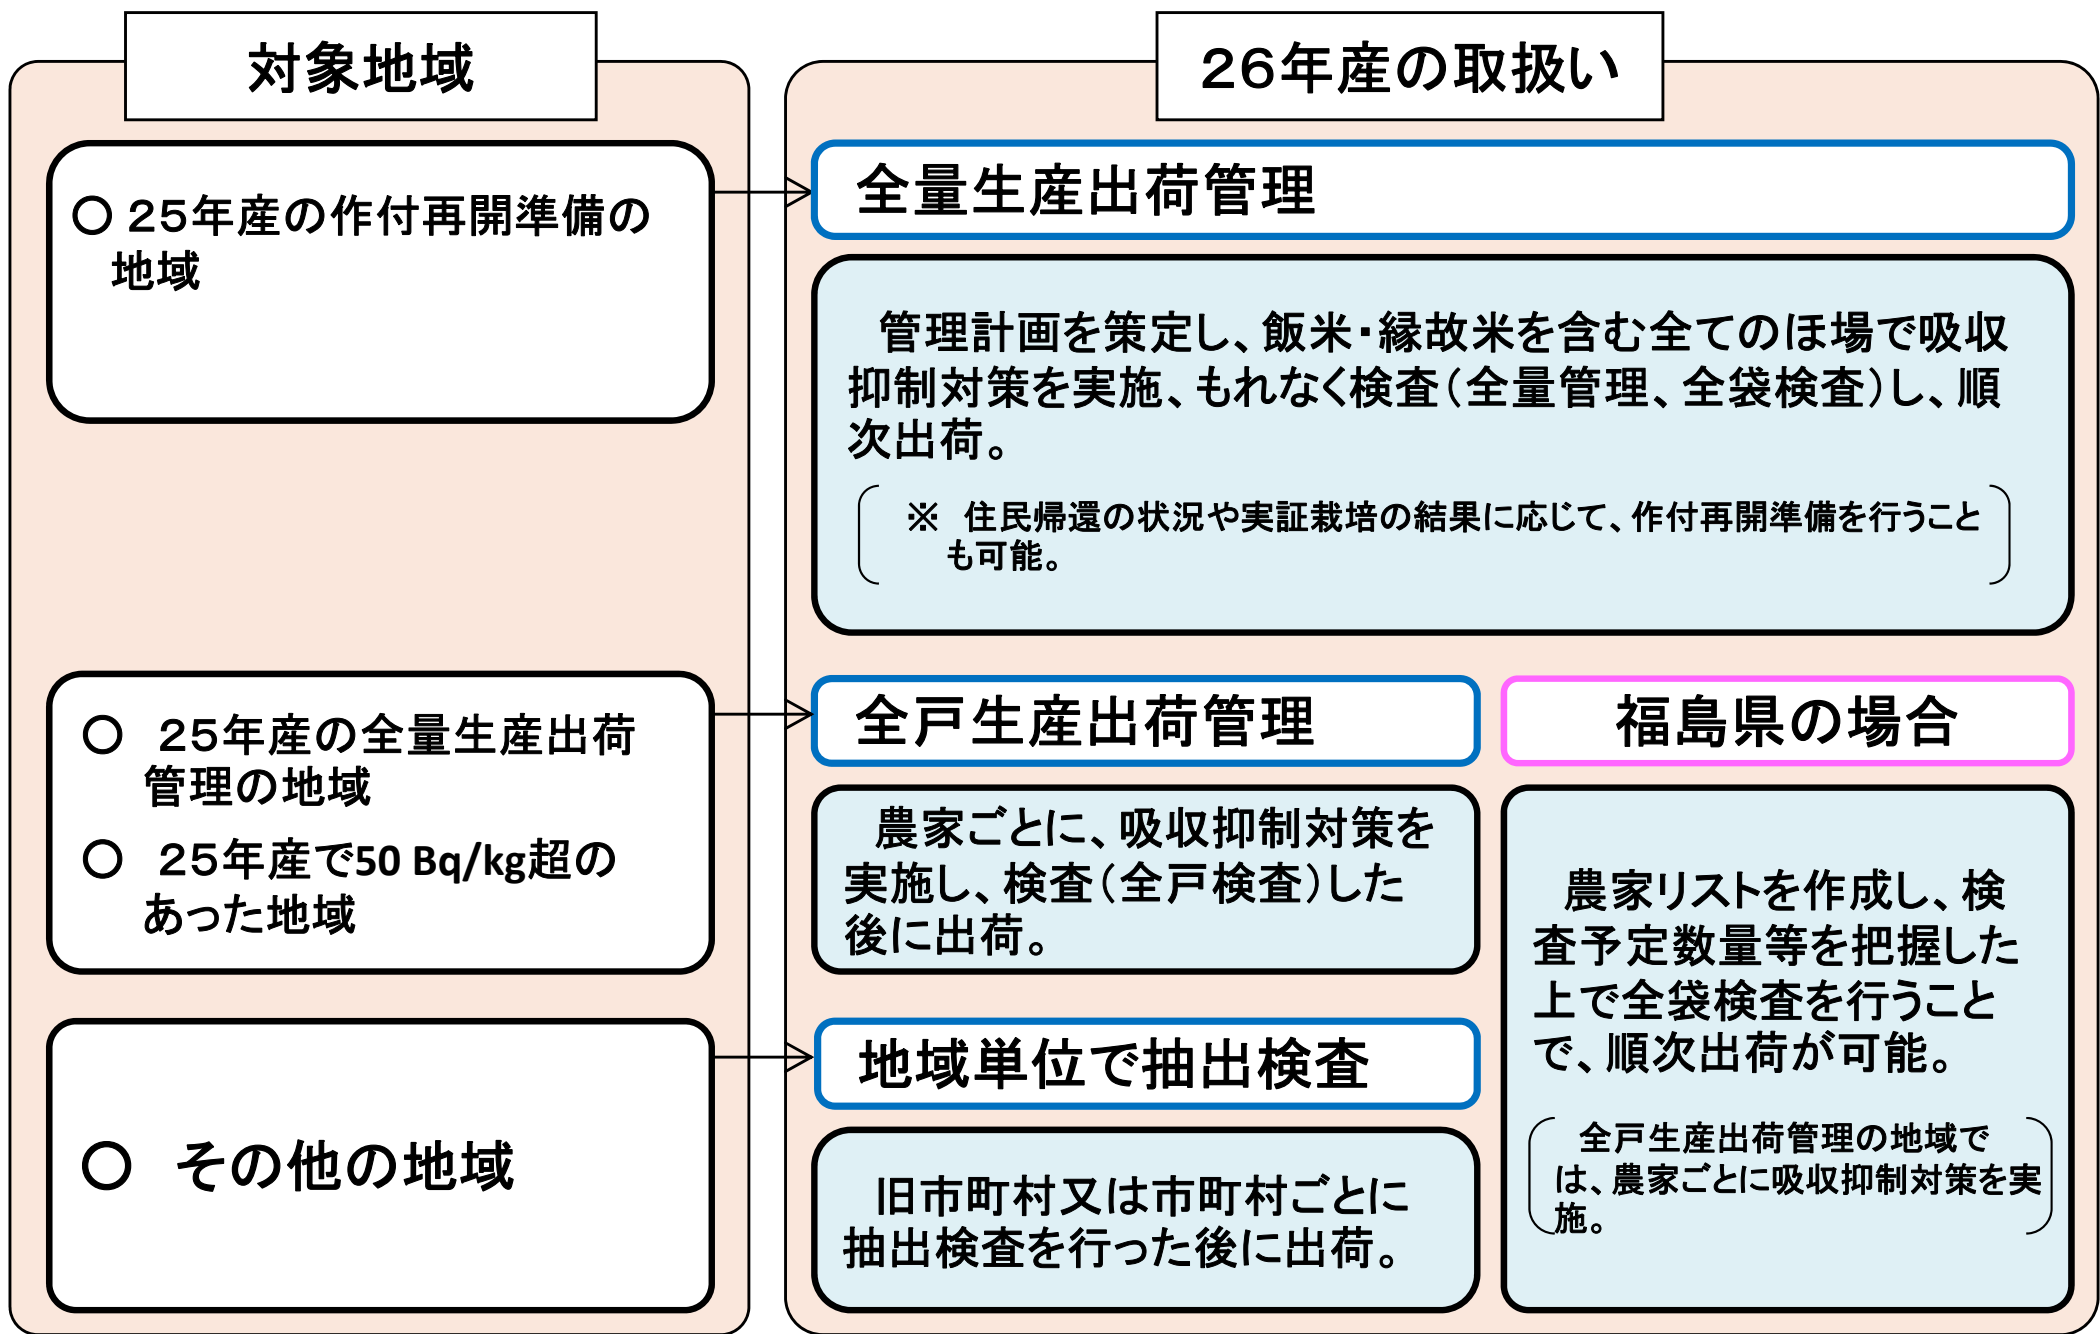 対象地域
○２５年産の作付再開準備の
地域
○　２５年産の全量生産出荷
管理の地域
○　２５年産で50 Bq/kg超の
あった地域
○　その他の地域
２６年産の取扱い
全量生産出荷管理
管理計画を策定し、飯米・縁故米を含む全てのほ場で吸収
抑制対策を実施、もれなく検査（全量管理、全袋検査）し、順
次出荷。
※　住民帰還の状況や実証栽培の結果に応じて、作付再開準備を行うこと
も可能。
全戸生産出荷管理
農家ごとに、吸収抑制対策を
実施し、検査（全戸検査）した
後に出荷。
地域単位で抽出検査
旧市町村又は市町村ごとに
抽出検査を行った後に出荷。
福島県の場合
農家リストを作成し、検
査予定数量等を把握した
上で全袋検査を行うこと
で、順次出荷が可能。
全戸生産出荷管理の地域で
は、農家ごとに吸収抑制対策を実
施。